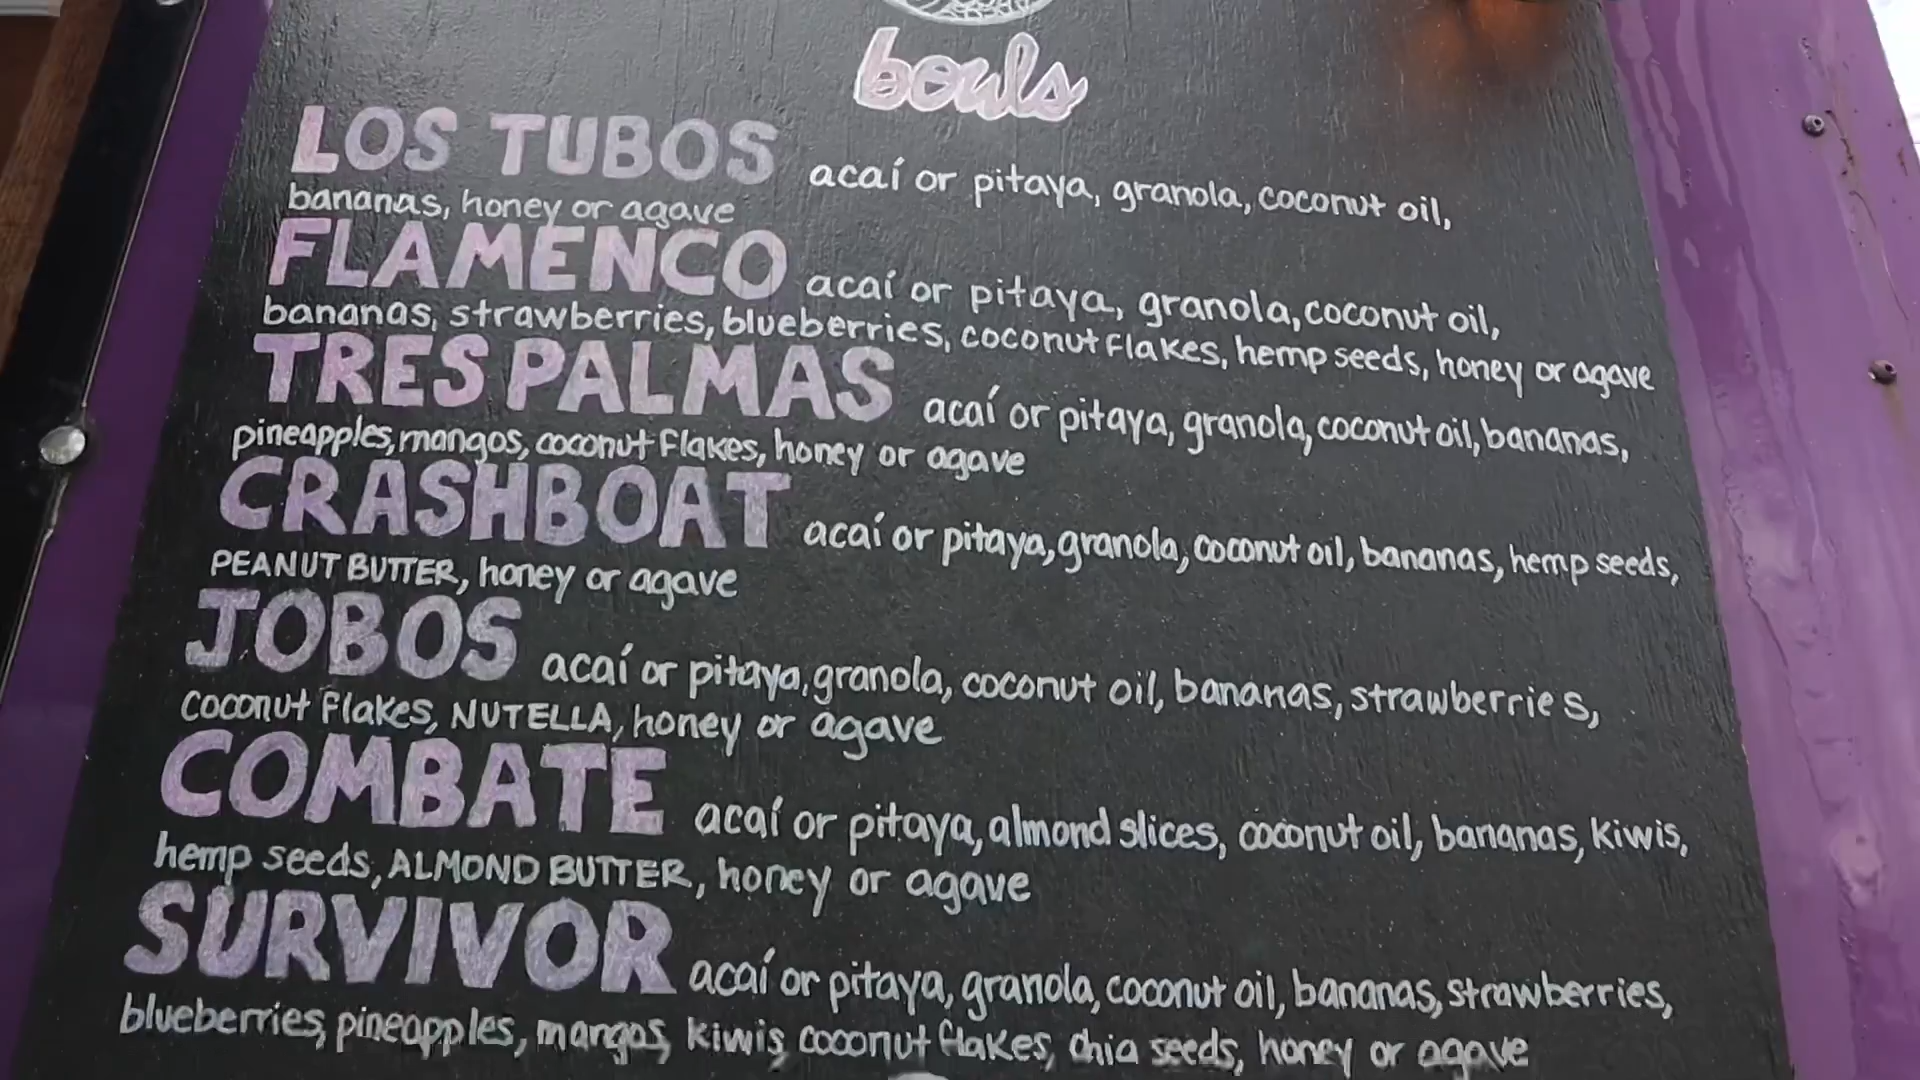 bowls
LOS TUBOS acaí or pitaya, granola, coconut oil,
bananas, honey or agave
FLAMENCO acaí or pitaya, granola, coconut oil,
bananas, strawberries, blueberries, coconut flakes, hemp seeds, honey or agave
TRES PALMAS acaí or pitaya, granola, coconut oil, bananas,
pineapples, mangos, coconut flakes, honey or agave
CRASHBOAT acaí or pitaya, granola, coconut oil, bananas, hemp seeds,
PEANUT BUTTER, honey or agave
JOBOS acaí or pitaya, granola, coconut oil, bananas, strawberries,
coconut flakes, NUTELLA, honey or agave
COMBATE acaí or pitaya, almond slices, coconut oil, bananas, kiwis,
hemp seeds, ALMOND BUTTER, honey or agave
SURVIVOR acaí or pitaya, granola, coconut oil, bananas, strawberries,
blueberries, pineapples, mangos, kiwis, coconut flakes, chia seeds, honey or agave